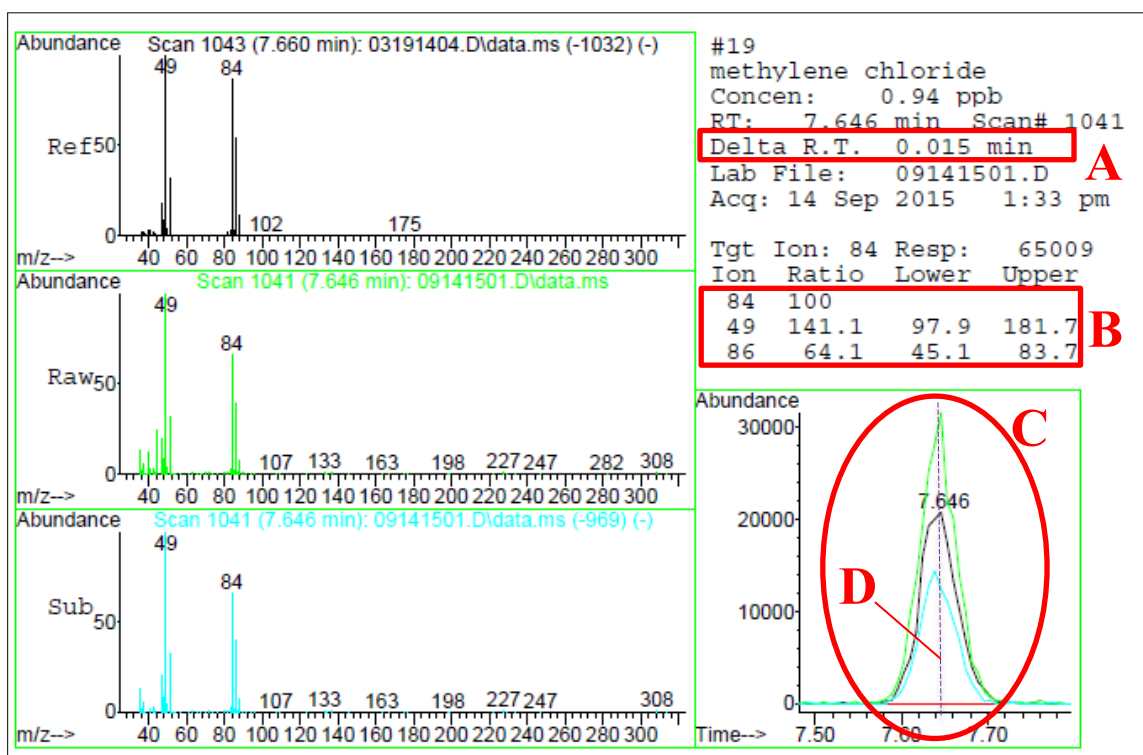 Abundance Scan 1043 (7.660 min): 03191404.D\data.ms (-1032) (-)
49 84
Ref 50
102 175
0
m/z--> 40 60 80 100 120 140 160 180 200 220 240 260 280 300
Abundance Scan 1041 (7.646 min): 09141501.D\data.ms
49
84
Raw 50
107 133 163 198 227 247 282 308
0
m/z--> 40 60 80 100 120 140 160 180 200 220 240 260 280 300
Abundance Scan 1041 (7.646 min): 09141501.D\data.ms (-969) (-)
49
84
Sub 50
107 133 163 198 227 247 308
0
m/z--> 40 60 80 100 120 140 160 180 200 220 240 260 280 300
#19
methylene chloride
Concen: 0.94 ppb
RT: 7.646 min Scan# 1041
Delta R.T. 0.015 min
A
Lab File: 09141501.D
Acq: 14 Sep 2015 1:33 pm
Tgt Ion: 84 Resp: 65009
Ion Ratio Lower Upper
84 100
49 141.1 97.9 181.7
B
86 64.1 45.1 83.7
Abundance
30000
C
7.646
20000
D
10000
0
Time--> 7.50 7.60 7.70